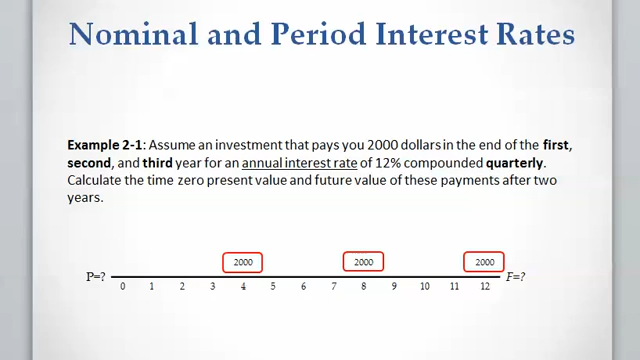 Nominal and Period Interest Rates
Example 2-1: Assume an investment that pays you 2000 dollars in the end of the first,
second, and third year for an annual interest rate of 12% compounded quarterly.
Calculate the time zero present value and future value of these payments after two
years.
2000 2000 2000
P=? F=?
0 1 2 3 4 5 6 7 8 9 10 11 12